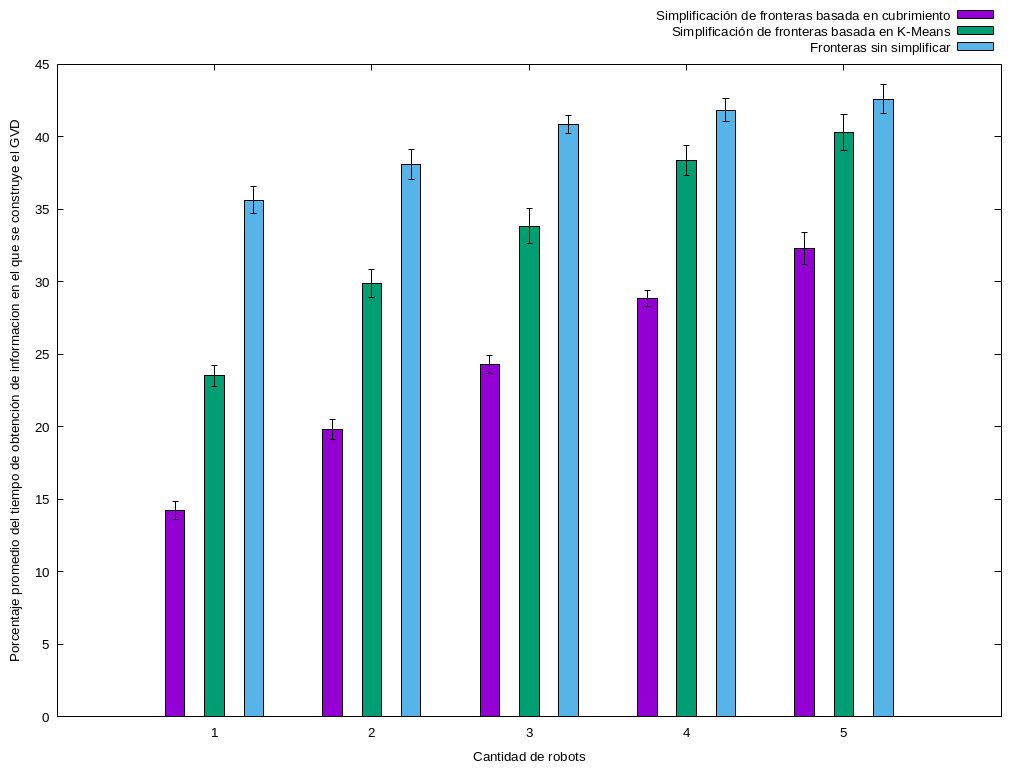 Simplificación de fronteras basada en cubrimiento
Simplificación de fronteras basada en K-Means
Fronteras sin simplificar
Porcentaje promedio del tiempo de obtención de informacion en el que se construye el GVD
45
40
35
30
25
20
15
10
5
0
1 2 3 4 5
Cantidad de robots